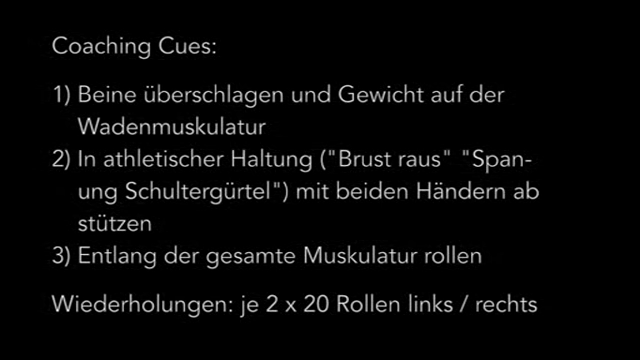 Coaching Cues:
1) Beine überschlagen und Gewicht auf der
Wadenmuskulatur
2) In athletischer Haltung ("Brust raus" "Span-
ung Schultergürtel") mit beiden Händern ab
stützen
3) Entlang der gesamte Muskulatur rollen
Wiederholungen: je 2 x 20 Rollen links / rechts